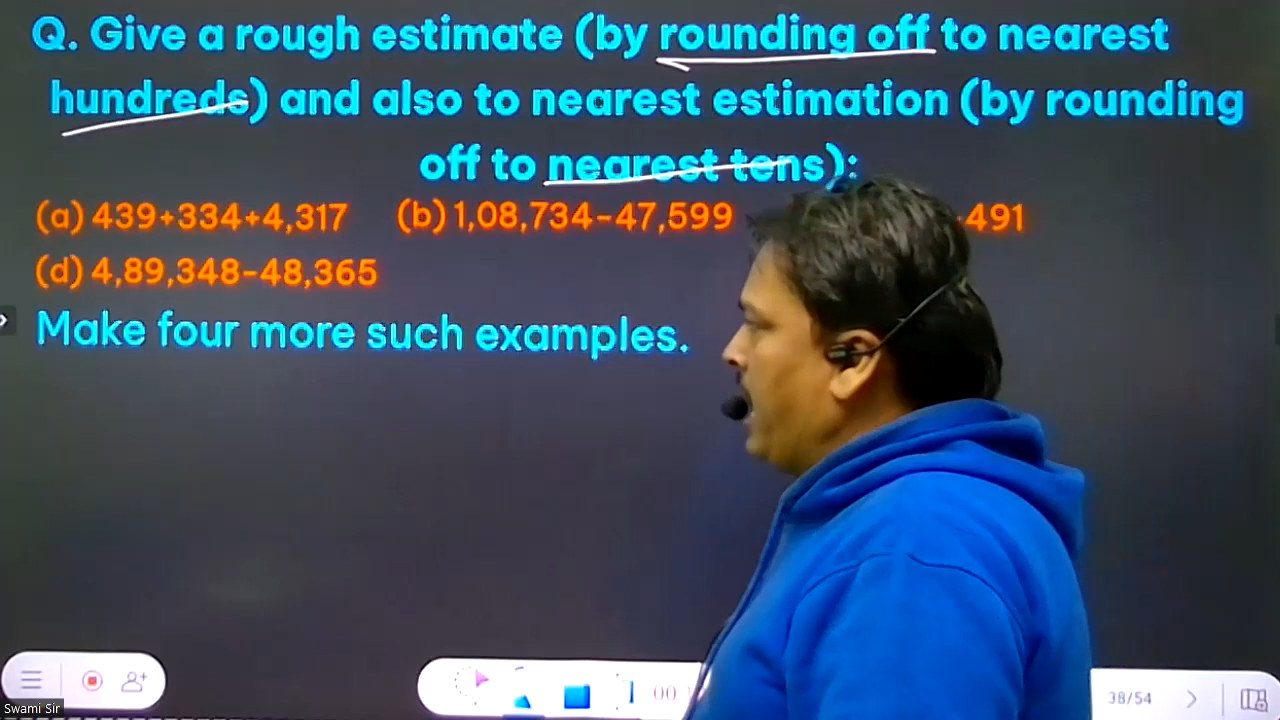 Q. Give a rough estimate (by rounding off to nearest
hundreds) and also to nearest estimation (by rounding
off to nearest tens):
(a) 439+334+4,317 (b) 1,08,734-47,599 491
(d) 4,89,348-48,365
Make four more such examples.
00
38/54
Swami Sir